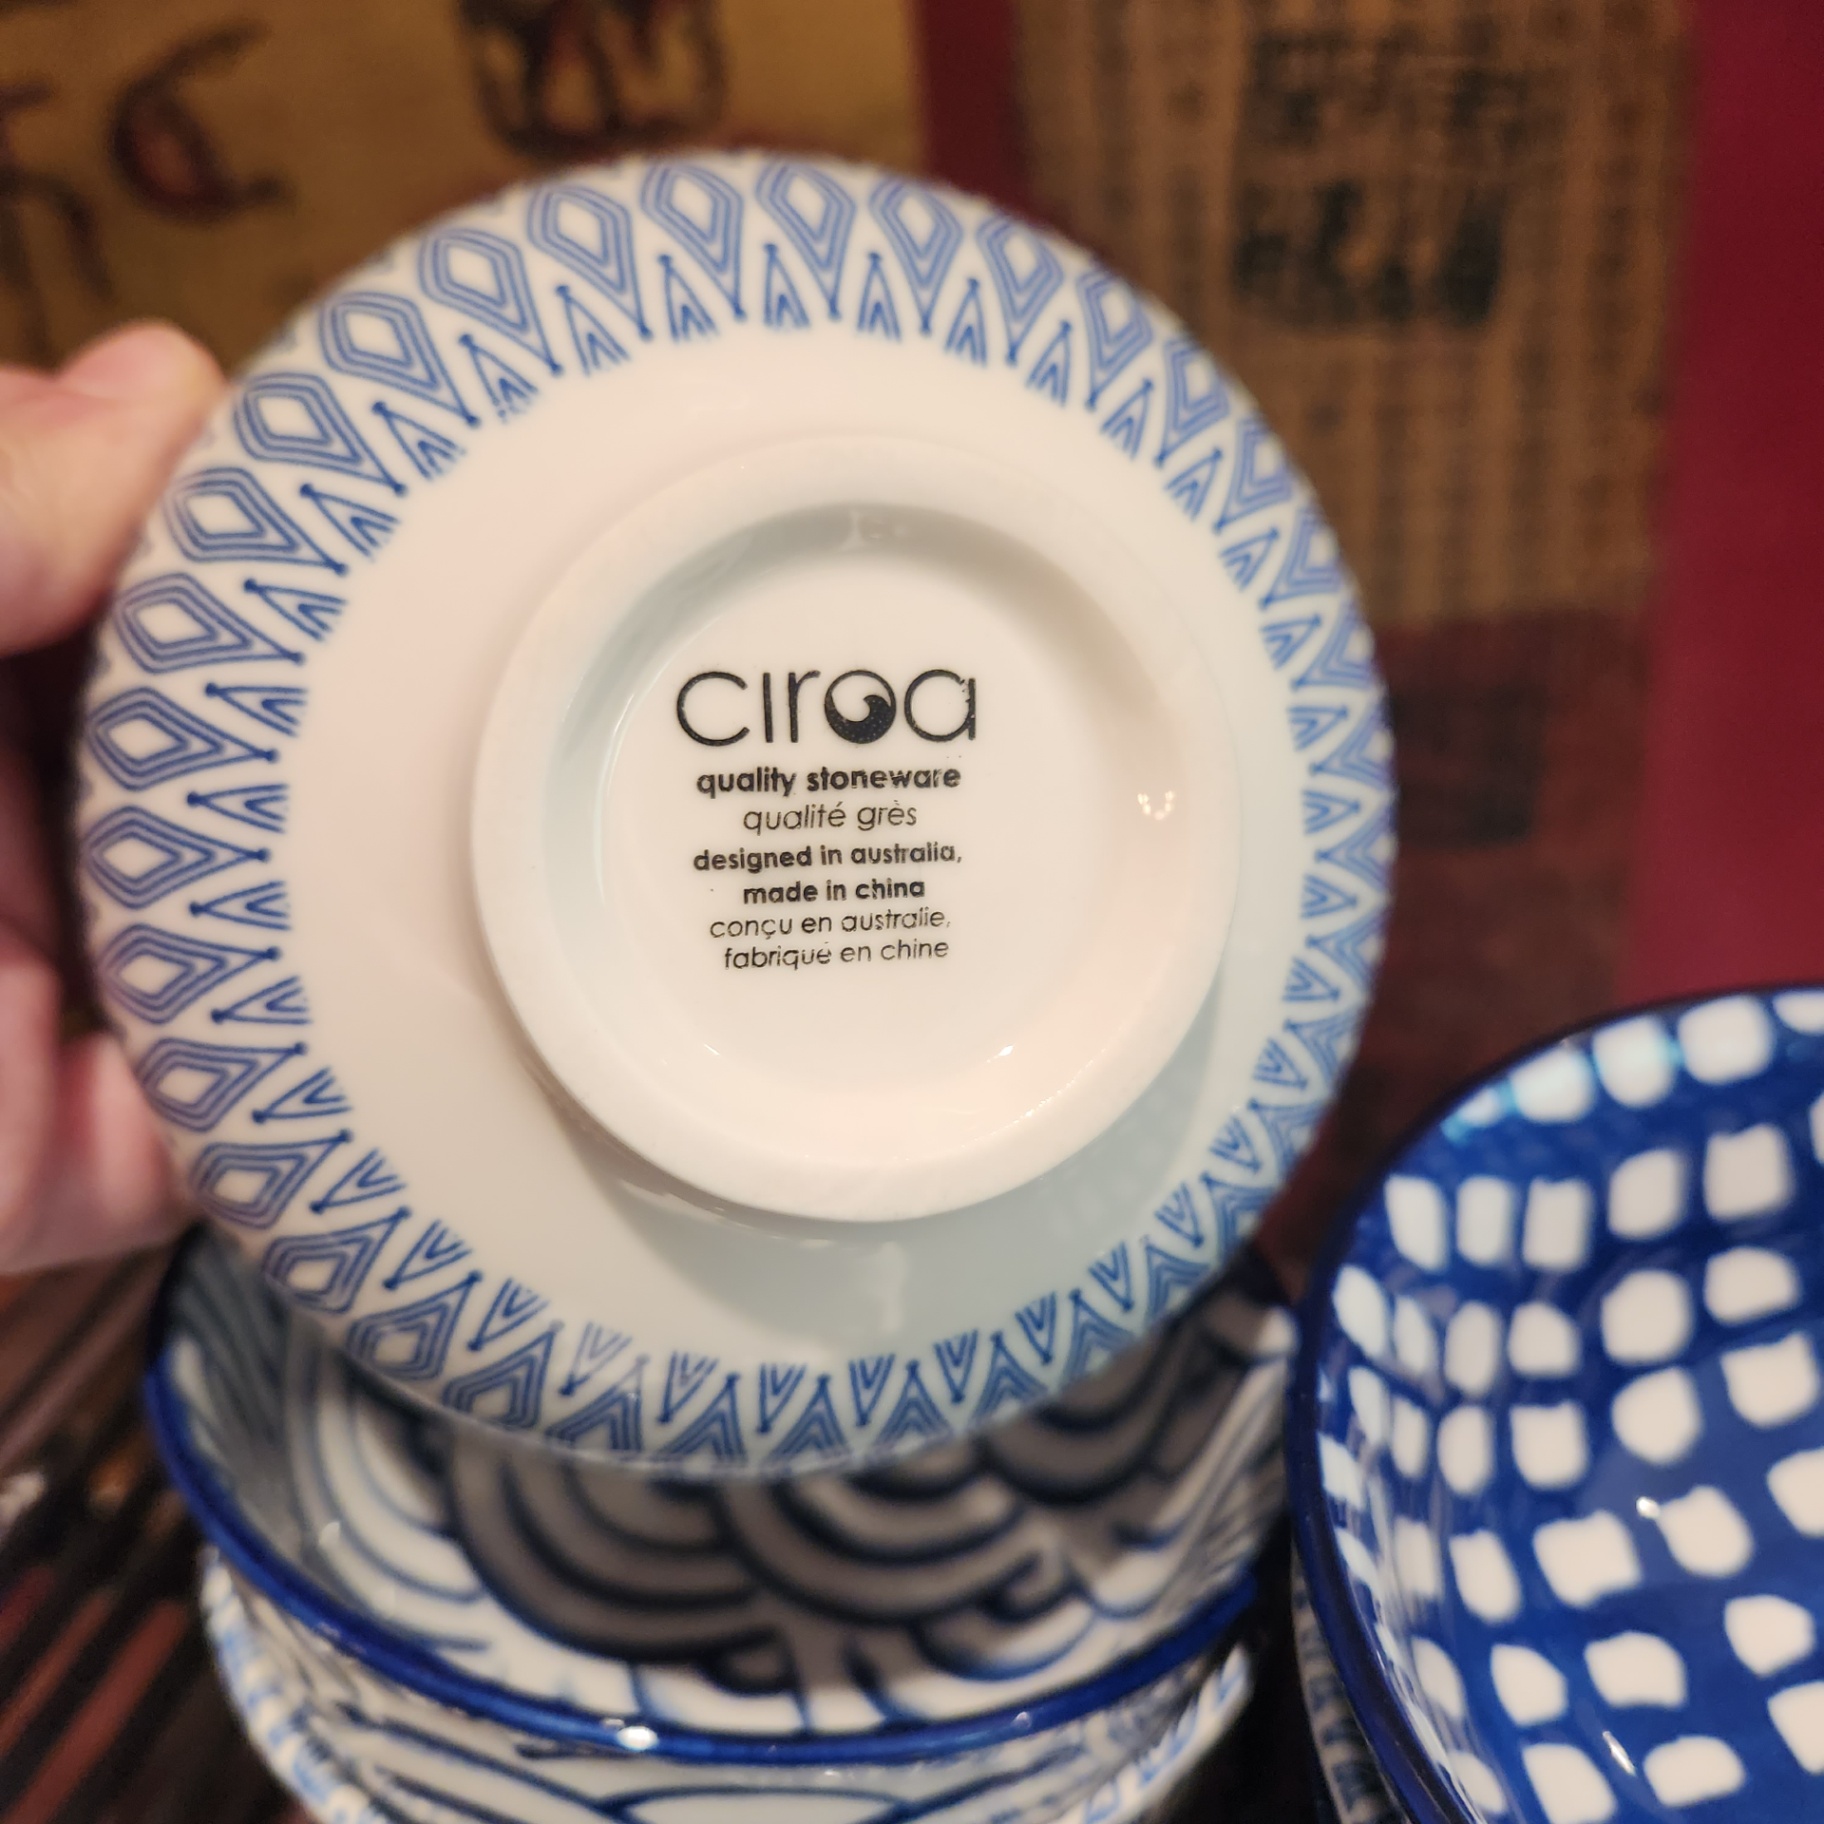 ciroa
quality stoneware
qualité grès
designed in australia,
made in china
conçu en australie,
fabriqué en chine